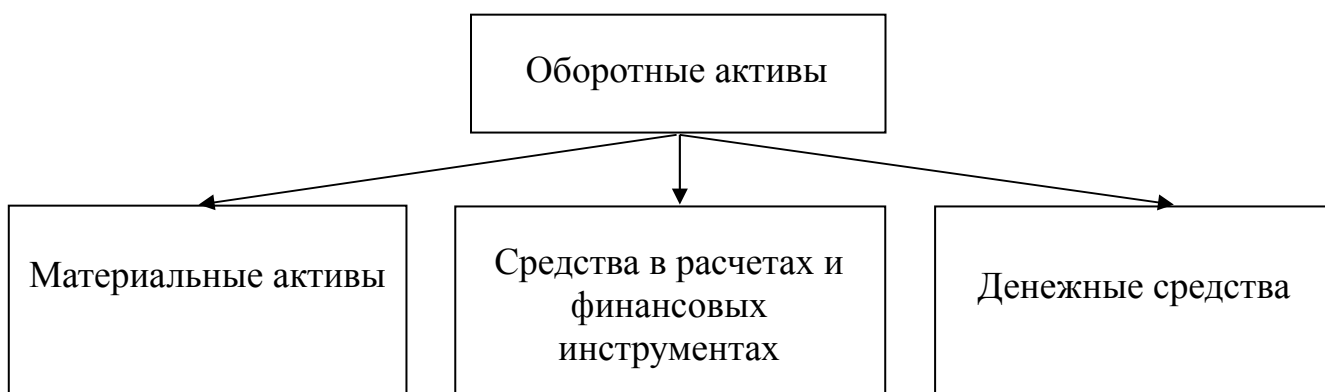 Оборотные активы
Материальные активы
Средства в расчетах и
финансовых
инструментах
Денежные средства